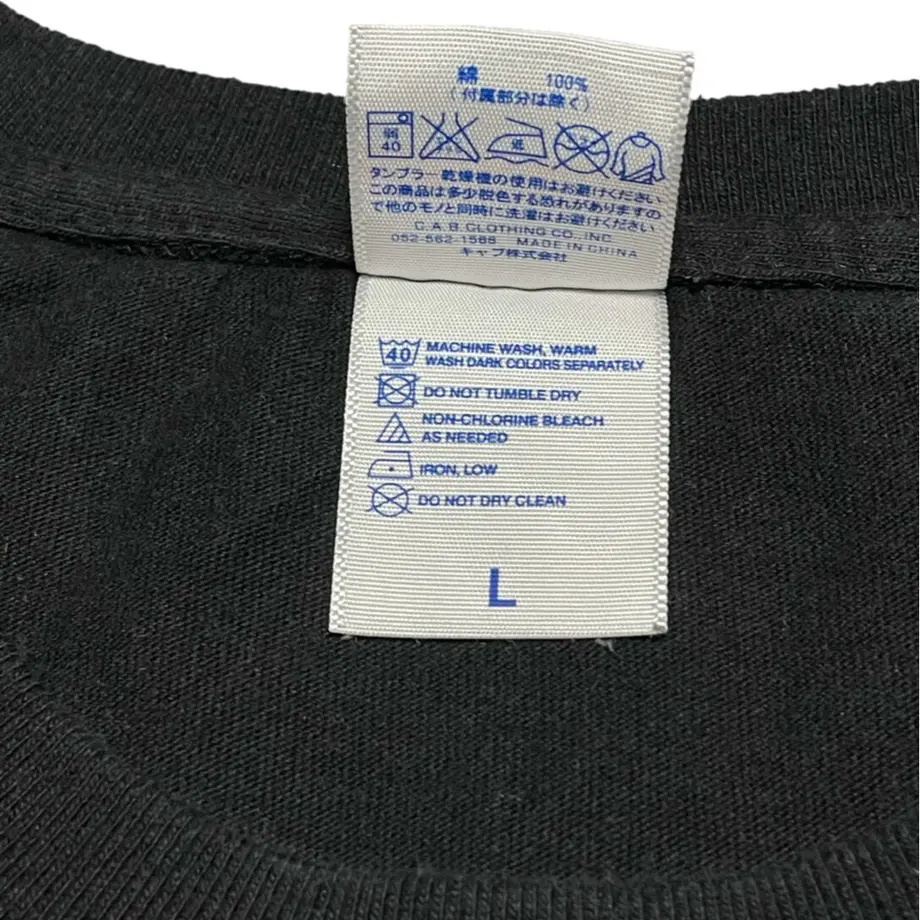 綿 100%
(付属部分は除く)
弱
40
低
タンブラー乾燥機の使用はお避けください
この商品は多少脱色する恐れがありますの
で他のモノと同時に洗濯はお避けください
C.A.B.CLOTHING CO.,INC.
052-562-1566 MADE IN CHINA
キャブ株式会社
40 MACHINE WASH, WARM
WASH DARK COLORS SEPARATELY
DO NOT TUMBLE DRY
NON-CHLORINE BLEACH
AS NEEDED
IRON, LOW
DO NOT DRY CLEAN
L